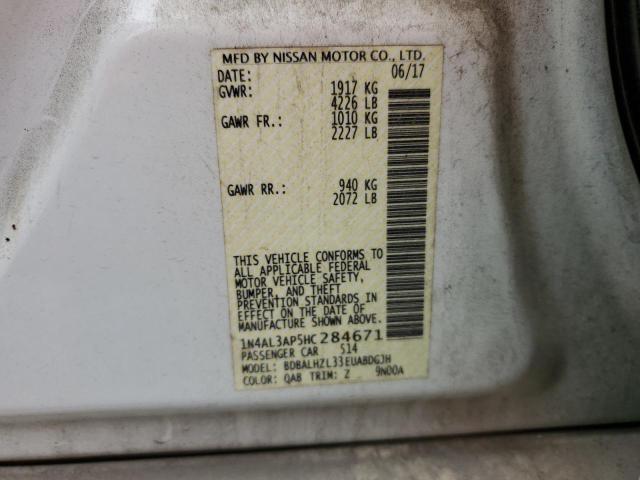 MFD BY NISSAN MOTOR CO., LTD.
DATE: 06/17
GVWR: 1917 KG
4226 LB
GAWR FR.: 1010 KG
2227 LB
GAWR RR.: 940 KG
2072 LB
THIS VEHICLE CONFORMS TO
ALL APPLICABLE FEDERAL
MOTOR VEHICLE SAFETY,
BUMPER, AND THEFT
PREVENTION STANDARDS IN
EFFECT ON THE DATE OF
MANUFACTURE SHOWN ABOVE.
1N4AL3AP5HC284671
PASSENGER CAR 514
MODEL: BDBALHZL33EUABDGJH
COLOR: QAB TRIM: Z 9N00A